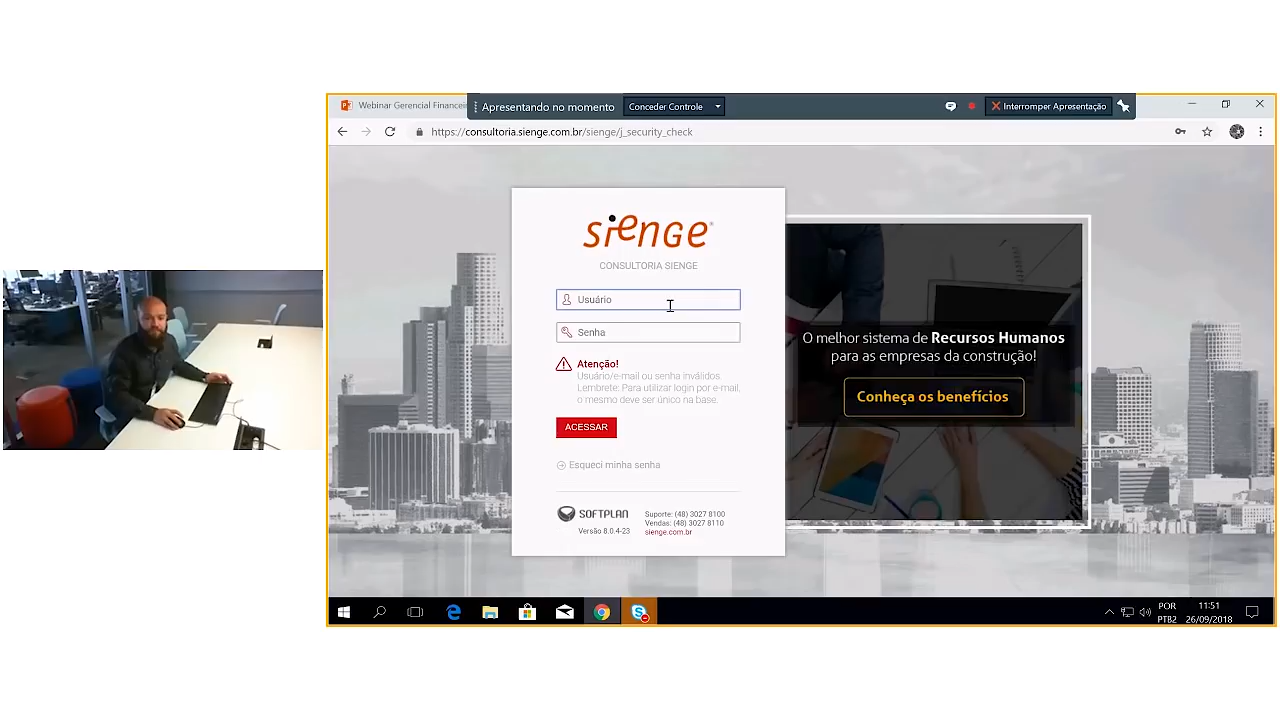 Webinar Gerencial Financeir
Apresentando no momento
Conceder Controle
Interromper Apresentação
https://consultoria.sienge.com.br/sienge/j_security_check
sienge
CONSULTORIA SIENGE
Usuário
Senha
Atenção!
Usuário/e-mail ou senha inválidos.
Lembrete: Para utilizar login por e-mail,
o mesmo deve ser único na base.
ACESSAR
Esqueci minha senha
SOFTPLAN
Versão 8.0.4-23
Suporte: (48) 3027 8100
Vendas: (48) 3027 8110
sienge.com.br
O melhor sistema de Recursos Humanos
para as empresas da construção!
Conheça os benefícios
POR
PTB2
11:51
26/09/2018